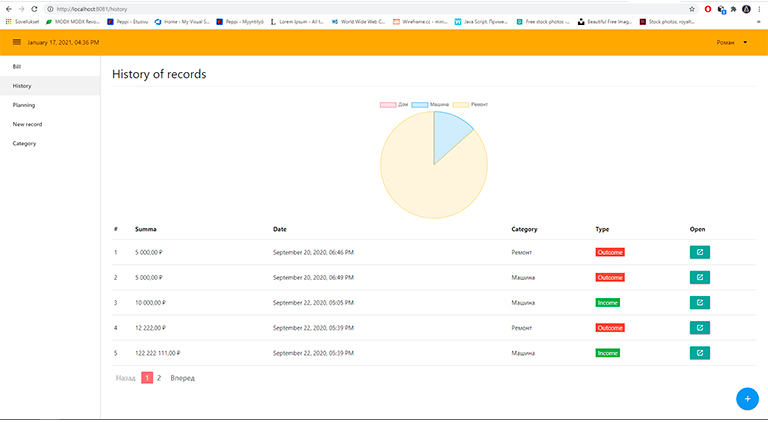 http://localhost:8081/history
Sovellukset
MODX MODX Revo...
Peppi - Etusivu
Home - My Visual S...
Peppi - Myyntityö
Lorem Ipsum - All t...
World Wide Web C...
Wireframe.cc - mini...
Java Script. Приме...
Free stock photos -...
Beautiful Free Imag...
Stock photos, royalt...
January 17, 2021, 04:36 PM
Роман
Bill
History
Planning
New record
Category
History of records
Дом Машина Ремонт
# Summa Date Category Type Open
1 5 000,00 ₽ September 20, 2020, 06:46 PM Ремонт Outcome
2 5 000,00 ₽ September 20, 2020, 06:49 PM Машина Outcome
3 10 000,00 ₽ September 22, 2020, 05:05 PM Машина Income
4 12 222,00 ₽ September 22, 2020, 05:39 PM Ремонт Outcome
5 122 222 111,00 ₽ September 22, 2020, 05:39 PM Машина Income
Назад 1 2 Вперед